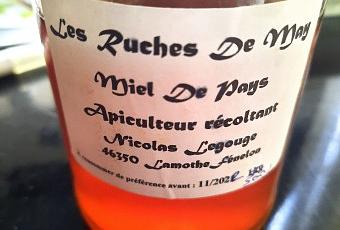 Les Ruches De May
Miel De Pays
Apiculteur récoltant
Nicolas Legouge
46350 Lamothe Fénelon
A consommer de préférence avant : 11/202